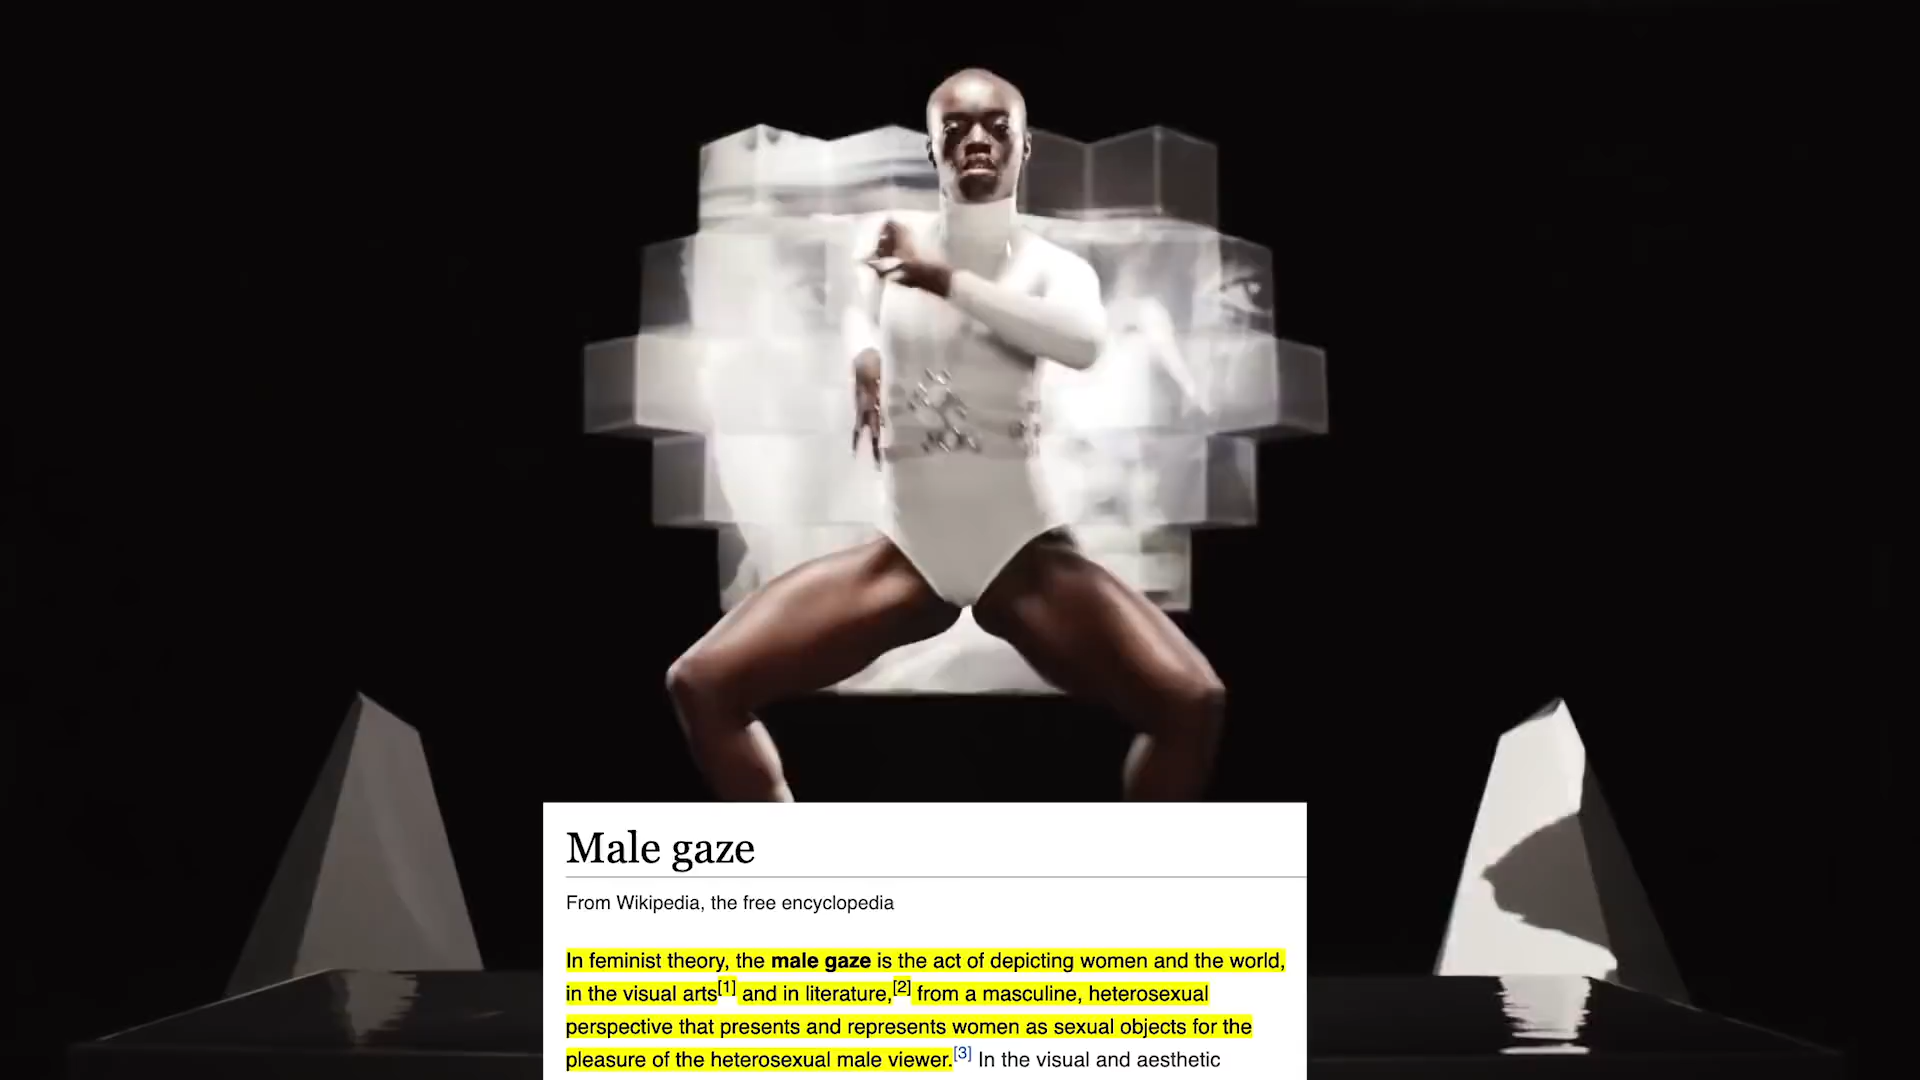 Male gaze
From Wikipedia, the free encyclopedia
In feminist theory, the male gaze is the act of depicting women and the world,
in the visual arts[1] and in literature,[2] from a masculine, heterosexual
perspective that presents and represents women as sexual objects for the
pleasure of the heterosexual male viewer.[3] In the visual and aesthetic